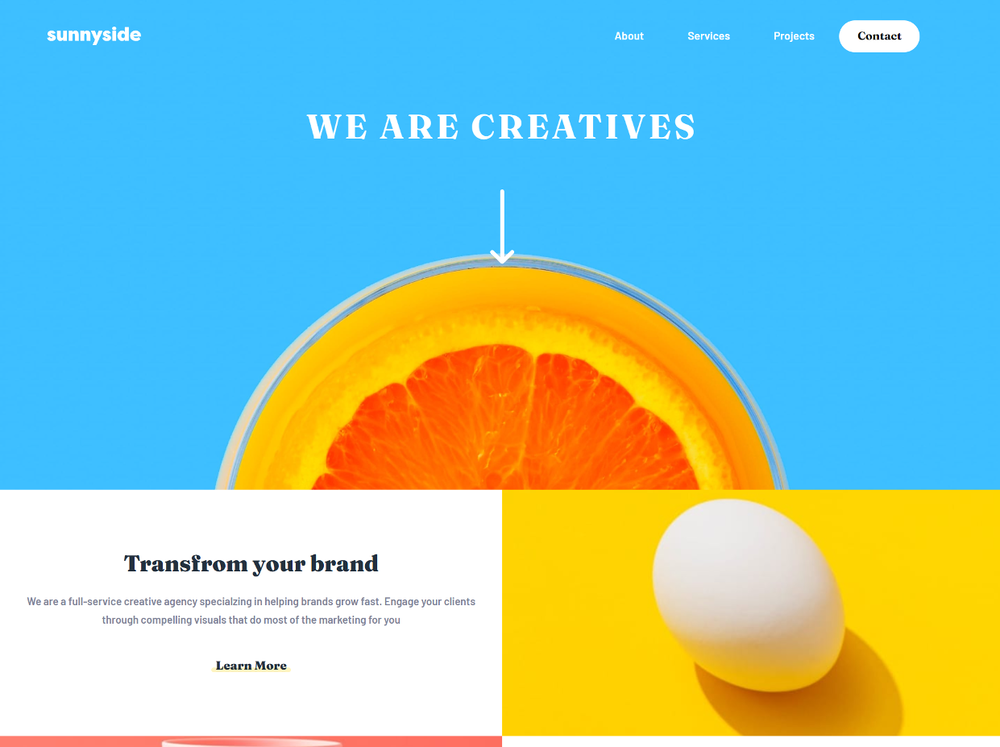 sunnyside
About Services Projects Contact
WE ARE CREATIVES
Transfrom your brand
We are a full-service creative agency specialzing in helping brands grow fast. Engage your clients
through compelling visuals that do most of the marketing for you
Learn More